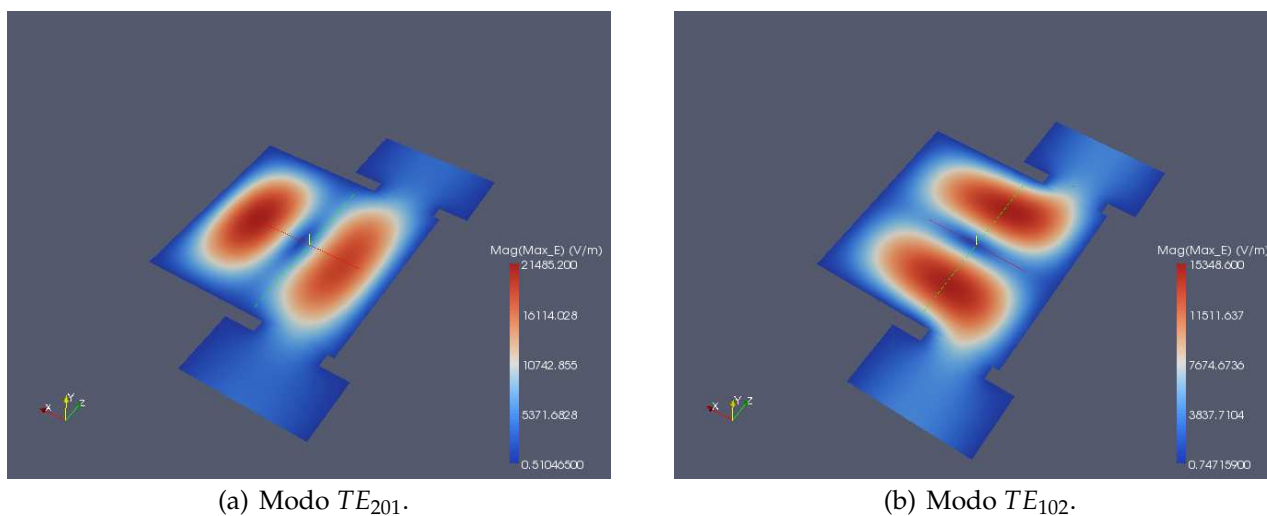 Mag(Max_E) (V/m)
21485.200
16114.028
10742.855
5371.6828
0.51046500
X Y Z
(a) Modo TE201.
Mag(Max_E) (V/m)
15348.600
11511.637
7674.6736
3837.7104
0.74715900
X Y Z
(b) Modo TE102.